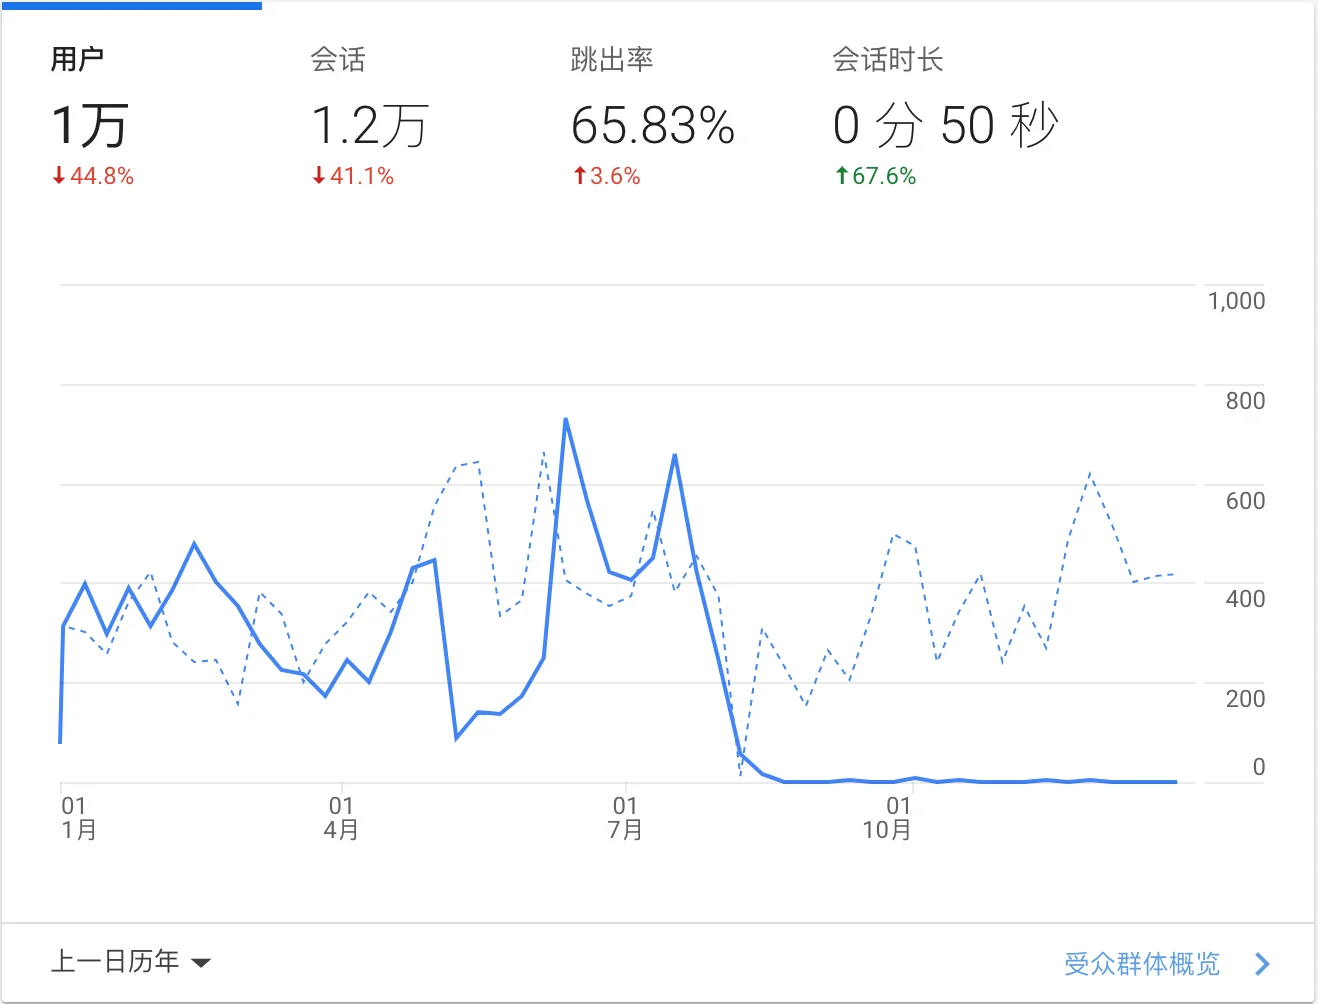 用户 会话 跳出率 会话时长
1万 1.2万 65.83% 0 分 50 秒
↓44.8% ↓41.1% ↑3.6% ↑67.6%
1,000
800
600
400
200
0
01 01 01 01
1月 4月 7月 10月
上一日历年 受众群体概览